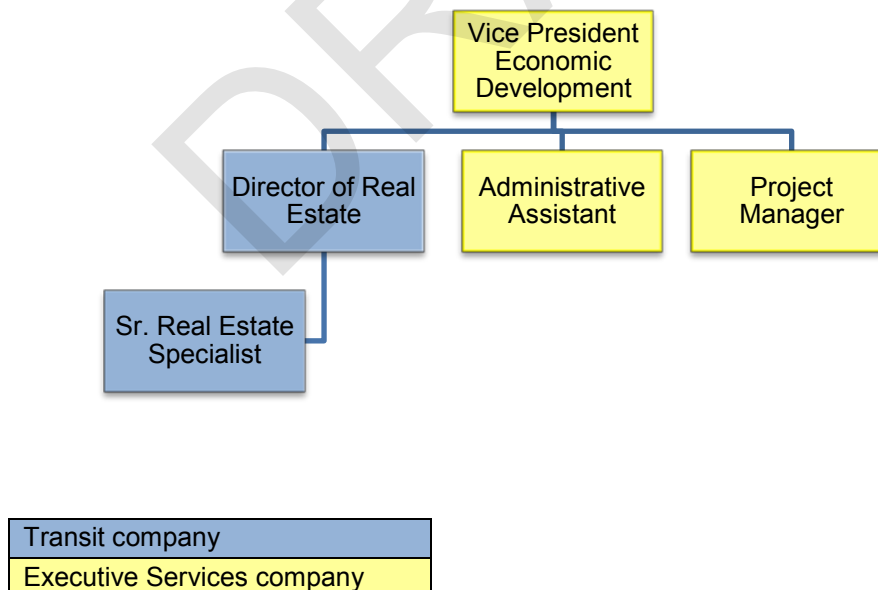 Vice President
Economic
Development
Director of Real
Estate
Administrative
Assistant
Project
Manager
Sr. Real Estate
Specialist
Transit company
Executive Services company